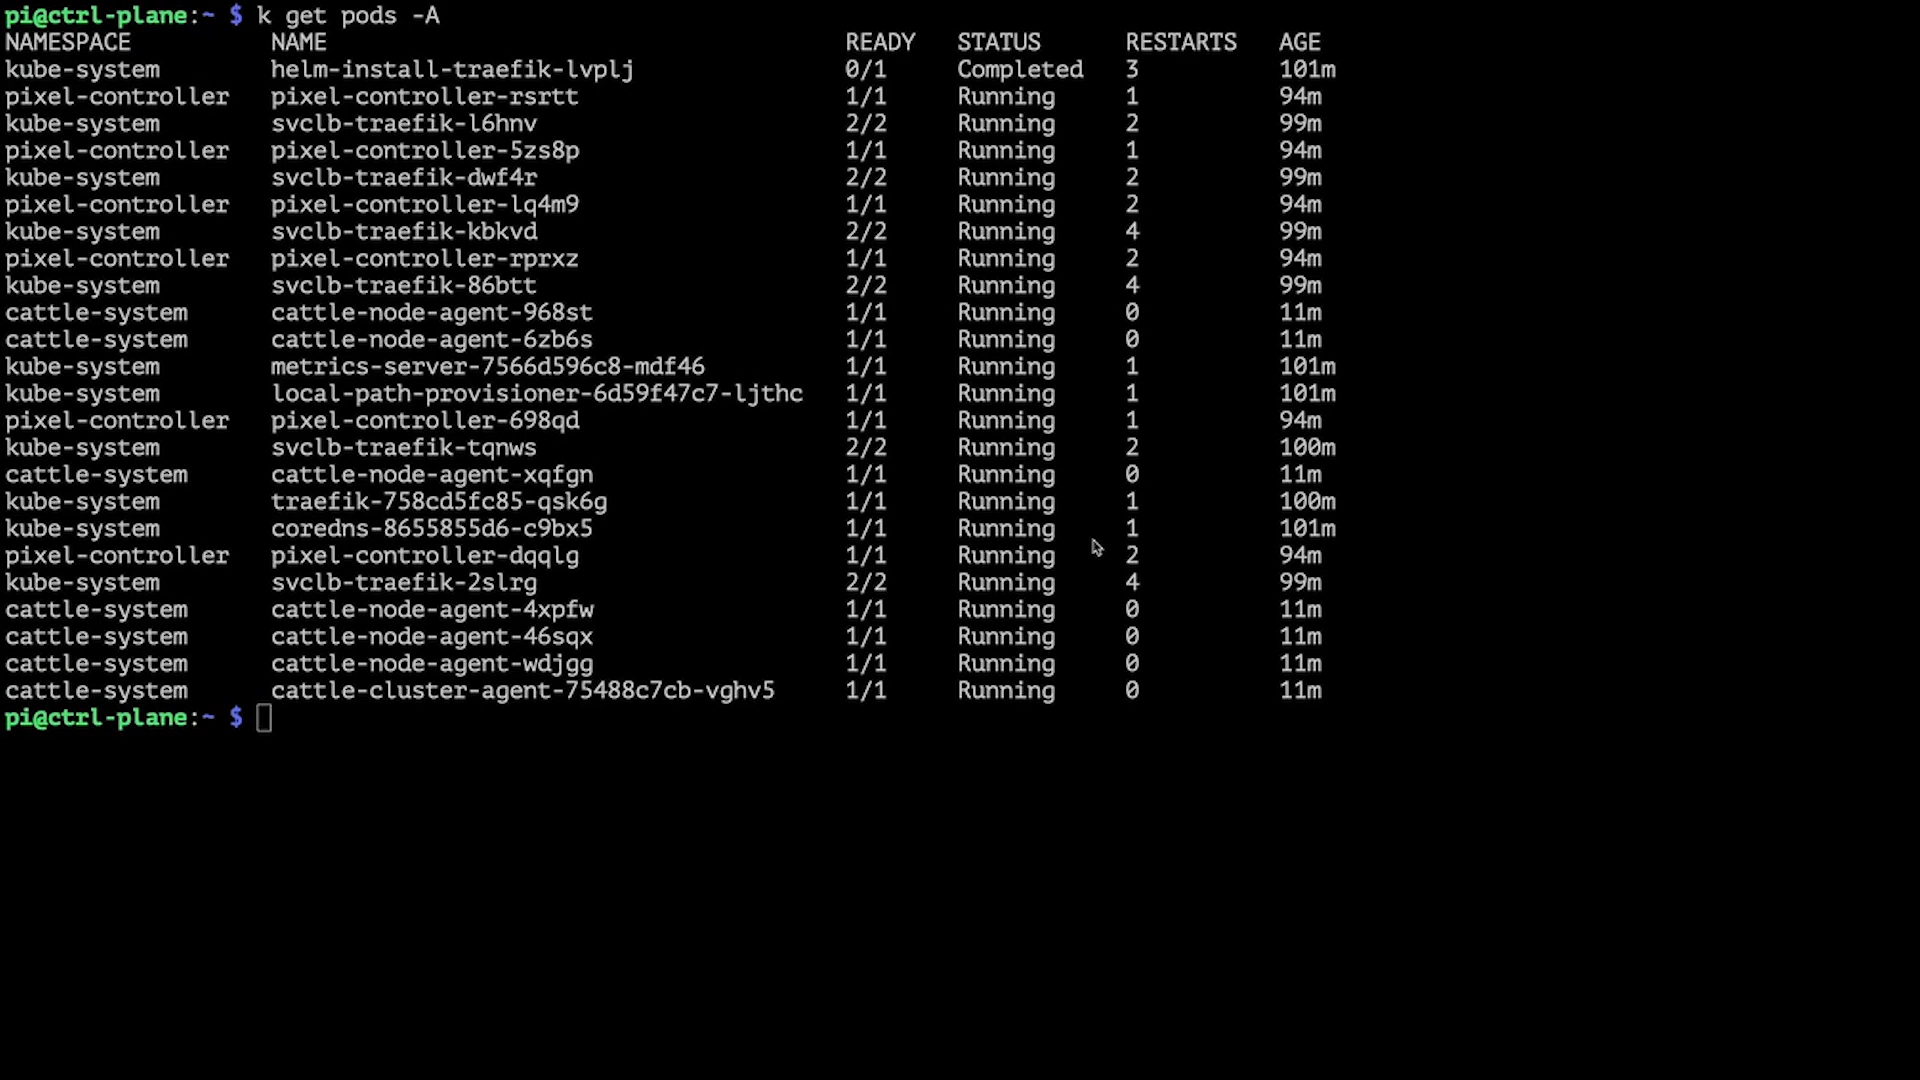 pi@ctrl-plane:~ $ k get pods -A
NAMESPACE NAME READY STATUS RESTARTS AGE
kube-system helm-install-traefik-lvplj 0/1 Completed 3 101m
pixel-controller pixel-controller-rsrtt 1/1 Running 1 94m
kube-system svclb-traefik-l6hnv 2/2 Running 2 99m
pixel-controller pixel-controller-5zs8p 1/1 Running 1 94m
kube-system svclb-traefik-dwf4r 2/2 Running 2 99m
pixel-controller pixel-controller-lq4m9 1/1 Running 2 94m
kube-system svclb-traefik-kbkvd 2/2 Running 4 99m
pixel-controller pixel-controller-rprxz 1/1 Running 2 94m
kube-system svclb-traefik-86btt 2/2 Running 4 99m
cattle-system cattle-node-agent-968st 1/1 Running 0 11m
cattle-system cattle-node-agent-6zb6s 1/1 Running 0 11m
kube-system metrics-server-7566d596c8-mdf46 1/1 Running 1 101m
kube-system local-path-provisioner-6d59f47c7-ljthc 1/1 Running 1 101m
pixel-controller pixel-controller-698qd 1/1 Running 1 94m
kube-system svclb-traefik-tqnws 2/2 Running 2 100m
cattle-system cattle-node-agent-xqfgn 1/1 Running 0 11m
kube-system traefik-758cd5fc85-qsk6g 1/1 Running 1 100m
kube-system coredns-8655855d6-c9bx5 1/1 Running 1 101m
pixel-controller pixel-controller-dqqlg 1/1 Running 2 94m
kube-system svclb-traefik-2slrg 2/2 Running 4 99m
cattle-system cattle-node-agent-4xpfw 1/1 Running 0 11m
cattle-system cattle-node-agent-46sqx 1/1 Running 0 11m
cattle-system cattle-node-agent-wdjgg 1/1 Running 0 11m
cattle-system cattle-cluster-agent-75488c7cb-vghv5 1/1 Running 0 11m
pi@ctrl-plane:~ $